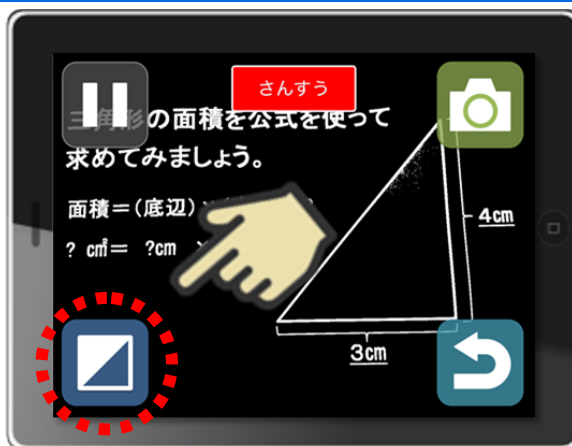 さんすう
三角形の面積を公式を使って
求めてみましょう。
面積＝(底辺)
? c㎡＝ ?cm
4cm
3cm